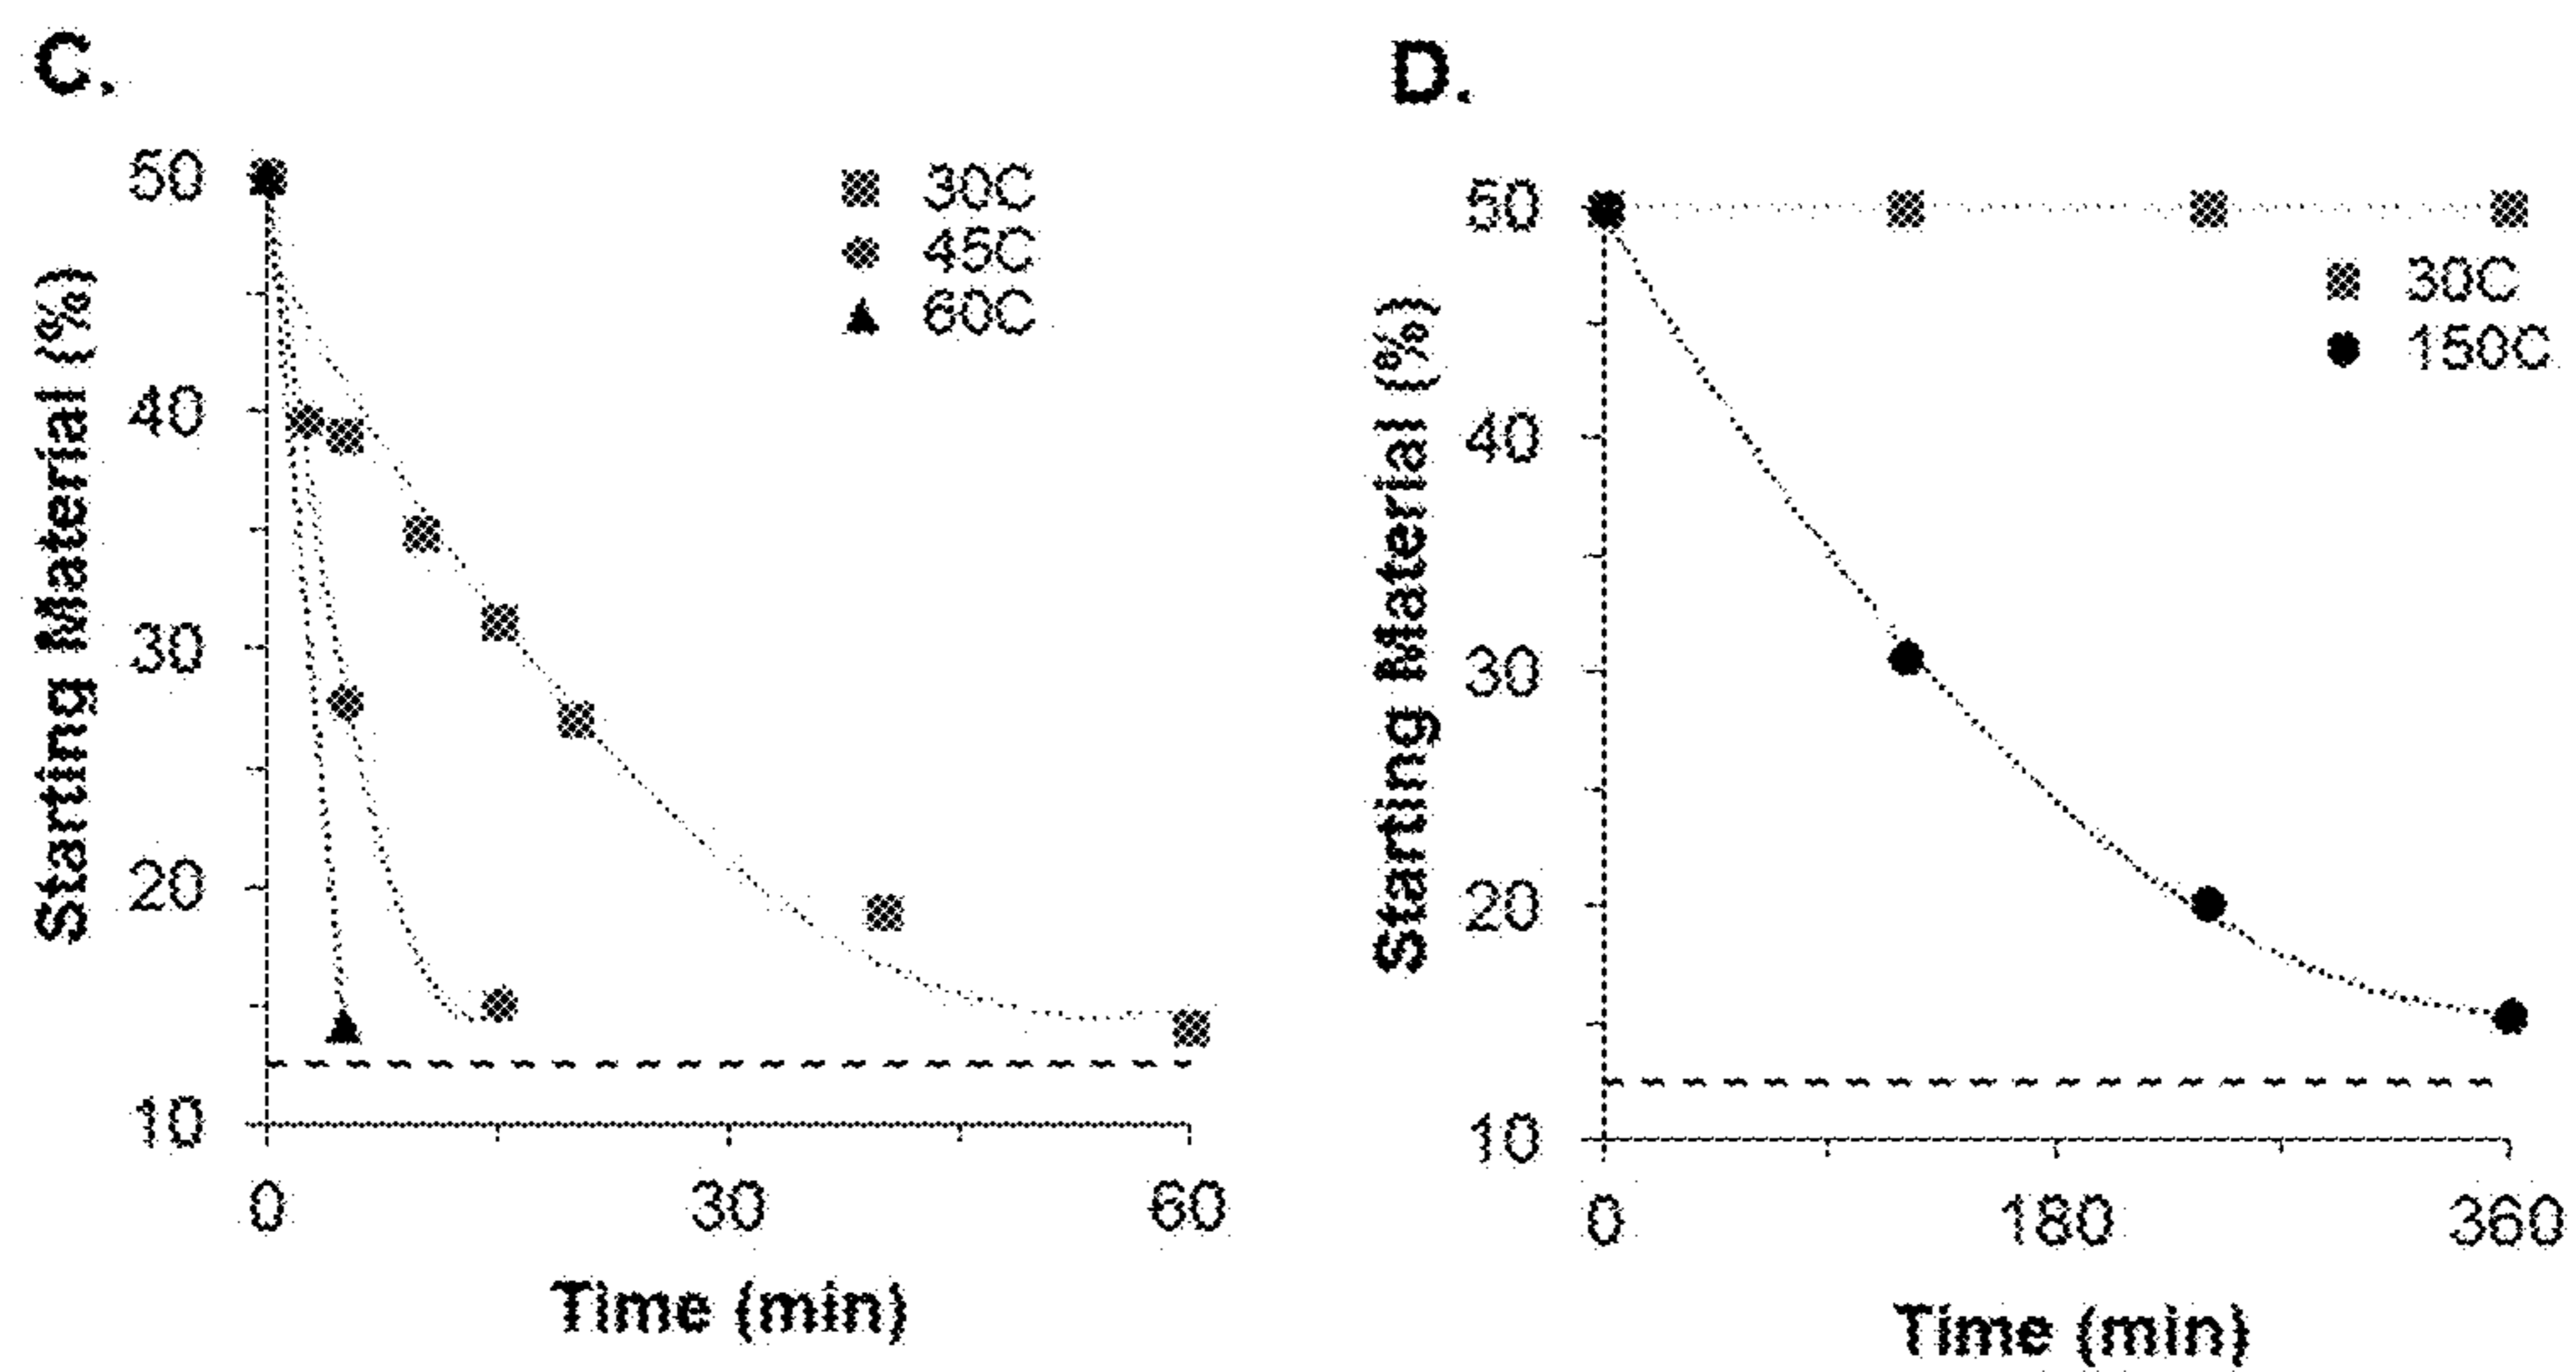 C.
Starting Material (%)
50
40
30
20
10
30C
45C
60C
0 30 60
Time (min)
D.
Starting Material (%)
50
40
30
20
10
30C
150C
0 180 360
Time (min)